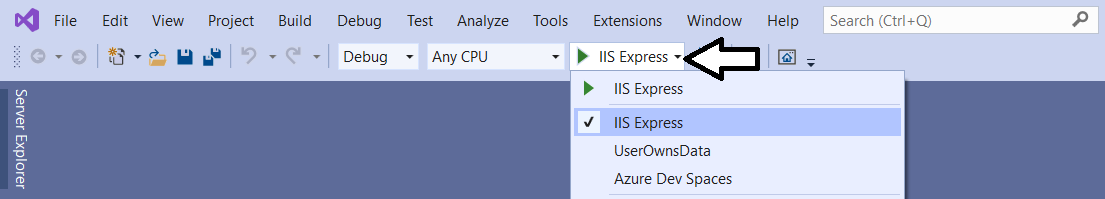 File Edit View Project Build Debug Test Analyze Tools Extensions Window Help Search (Ctrl+Q)
Debug Any CPU IIS Express
IIS Express
IIS Express
UserOwnsData
Azure Dev Spaces
Server Explorer